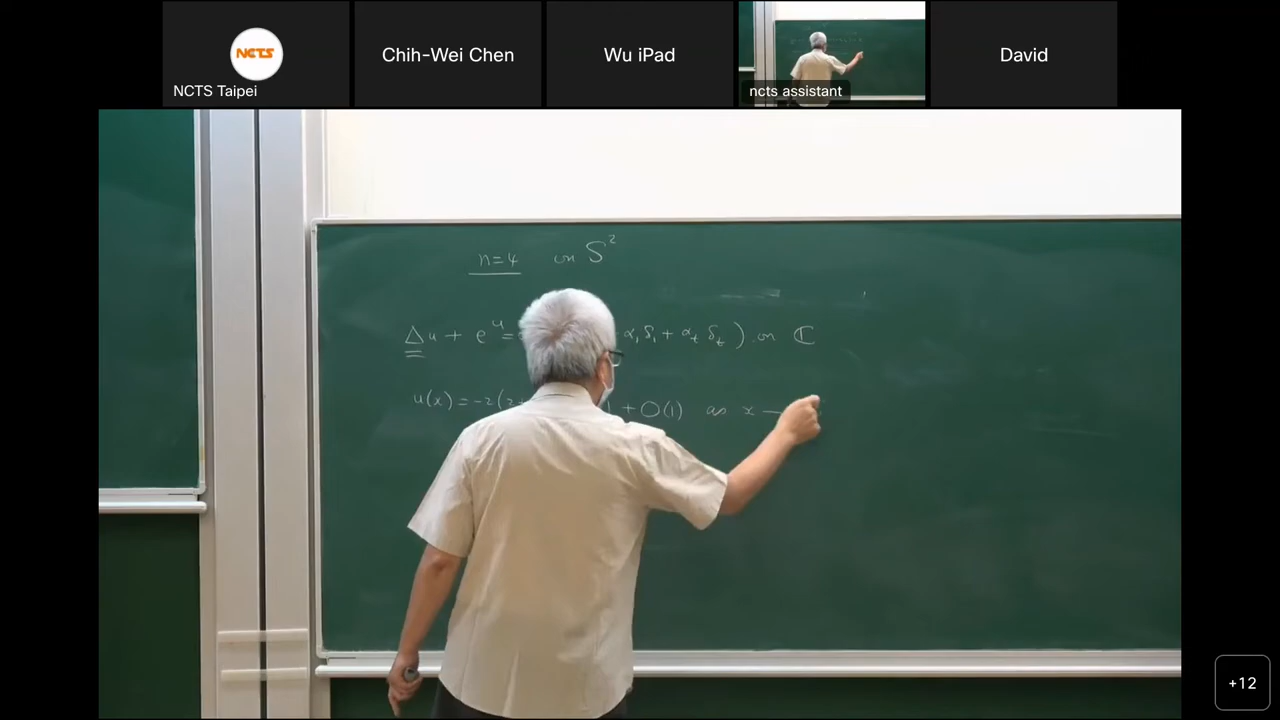 NCTS
NCTS Taipei
Chih-Wei Chen
Wu iPad
ncts assistant
David
n=4 on S²
Δu + e^u = α₁δ₁ + α_t δ_t ) on ℂ
u(x) = -2(2+ + O(1) as x —
+12